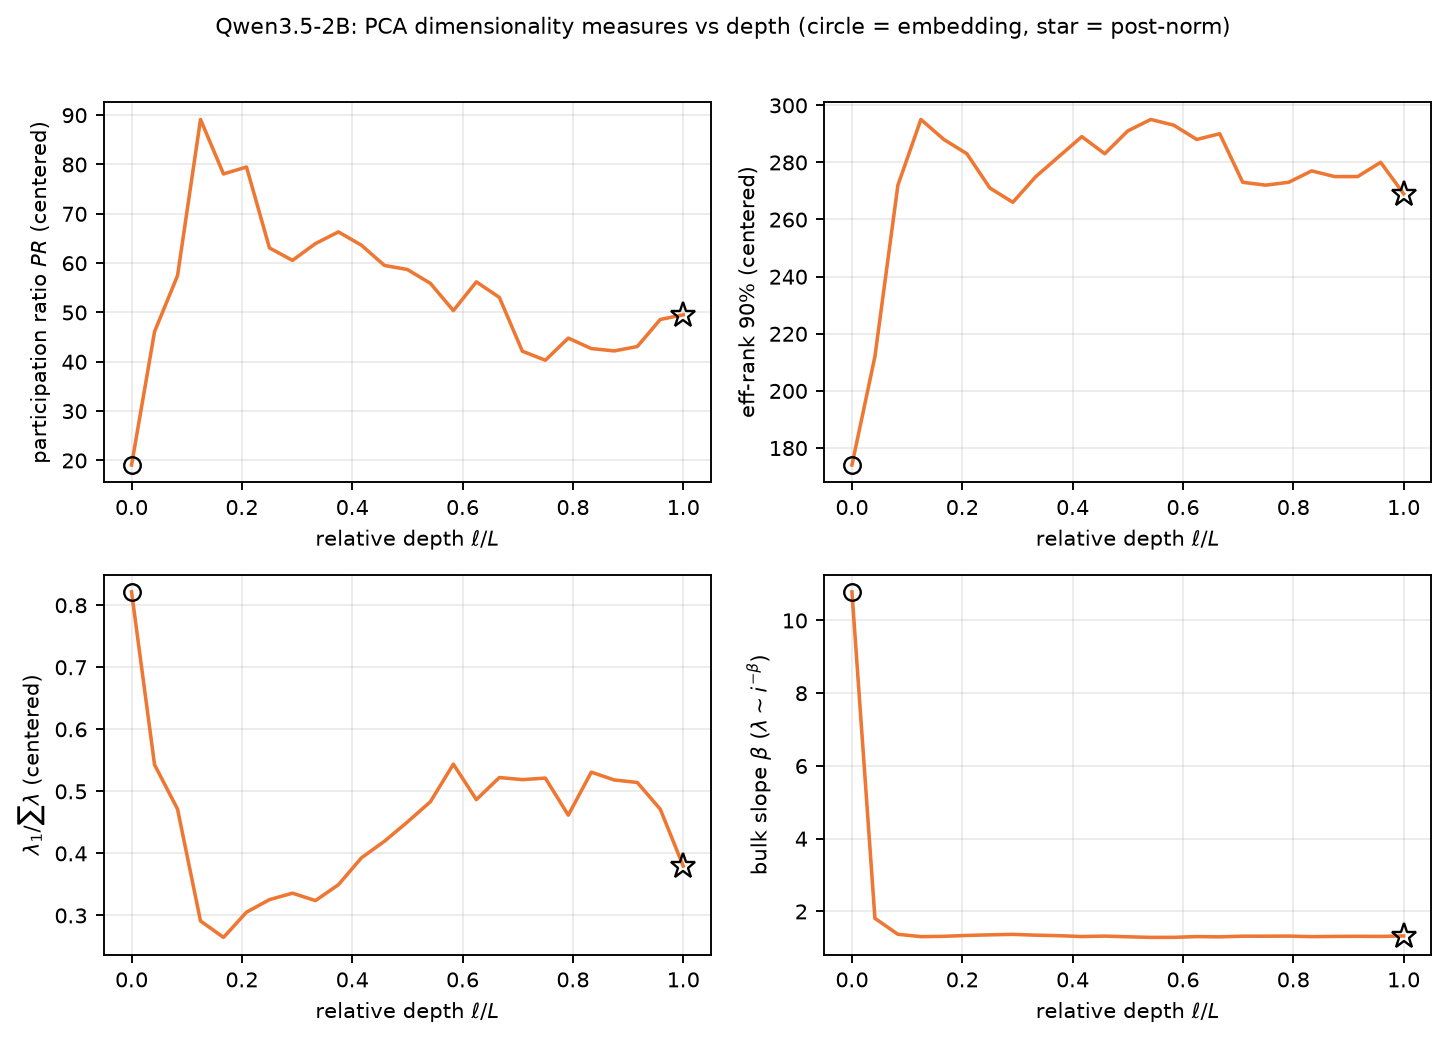 Qwen3.5-2B: PCA dimensionality measures vs depth (circle = embedding, star = post-norm)
participation ratio PR (centered)
90
80
70
60
50
40
30
20
0.0 0.2 0.4 0.6 0.8 1.0
relative depth ℓ/L
eff-rank 90% (centered)
300
280
260
240
220
200
180
0.0 0.2 0.4 0.6 0.8 1.0
relative depth ℓ/L
λ₁/∑λ (centered)
0.8
0.7
0.6
0.5
0.4
0.3
0.0 0.2 0.4 0.6 0.8 1.0
relative depth ℓ/L
bulk slope β (λ ~ i^{−β})
10
8
6
4
2
0.0 0.2 0.4 0.6 0.8 1.0
relative depth ℓ/L